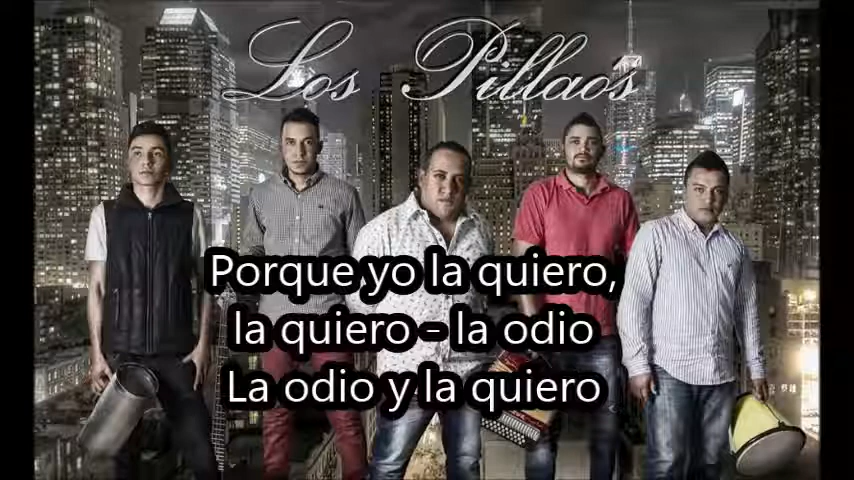 Los Pillaos
Porque yo la quiero,
la quiero - la odio
La odio y la quiero